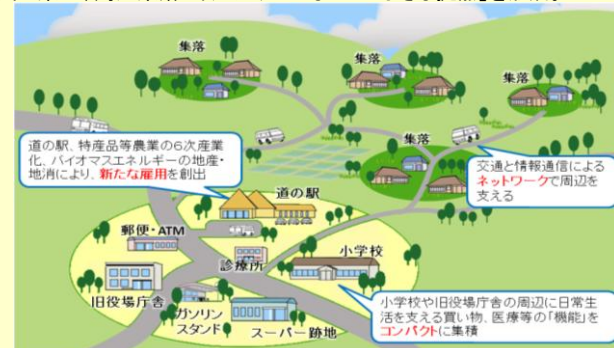 集落
集落
集落
集落
道の駅、特産品等農業の6次産業
化、バイオマスエネルギーの地産・
地消により、新たな雇用を創出
交通と情報通信による
ネットワークで周辺を
支える
道の駅
郵便・ATM
診療所
小学校
旧役場庁舎
ガソリン
スタンド
スーパー跡地
小学校や旧役場庁舎の周辺に日常生
活を支える買い物、医療等の「機能」を
コンパクトに集積